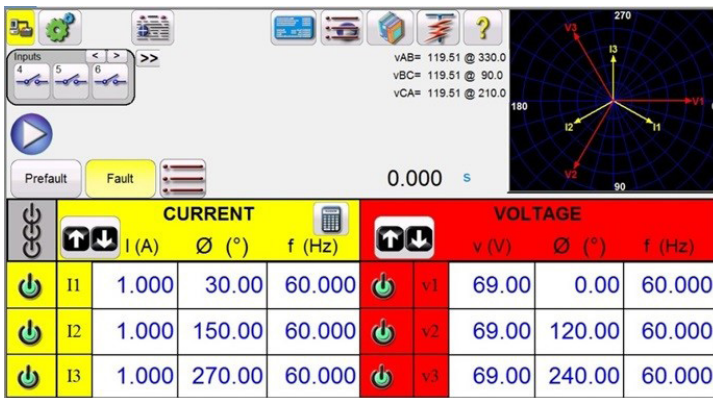 Inputs < > >>
4 5 6
vAB= 119.51 @ 330.0
vBC= 119.51 @ 90.0
vCA= 119.51 @ 210.0
?
270
V3
I3
180
V1
I2
I1
V2
90
Prefault Fault 0.000 s
CURRENT VOLTAGE
I (A) Ø (°) f (Hz) v (V) Ø (°) f (Hz)
I1 1.000 30.00 60.000 v1 69.00 0.00 60.000
I2 1.000 150.00 60.000 v2 69.00 120.00 60.000
I3 1.000 270.00 60.000 v3 69.00 240.00 60.000